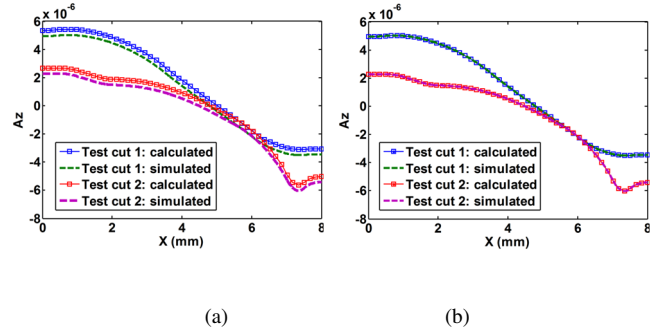 x 10⁻⁶
6
4
2
0
-2
-4
-6
-8
Az
Test cut 1: calculated
Test cut 1: simulated
Test cut 2: calculated
Test cut 2: simulated
0 2 4 6 8
X (mm)
(a)
x 10⁻⁶
6
4
2
0
-2
-4
-6
-8
Az
Test cut 1: calculated
Test cut 1: simulated
Test cut 2: calculated
Test cut 2: simulated
0 2 4 6 8
X (mm)
(b)